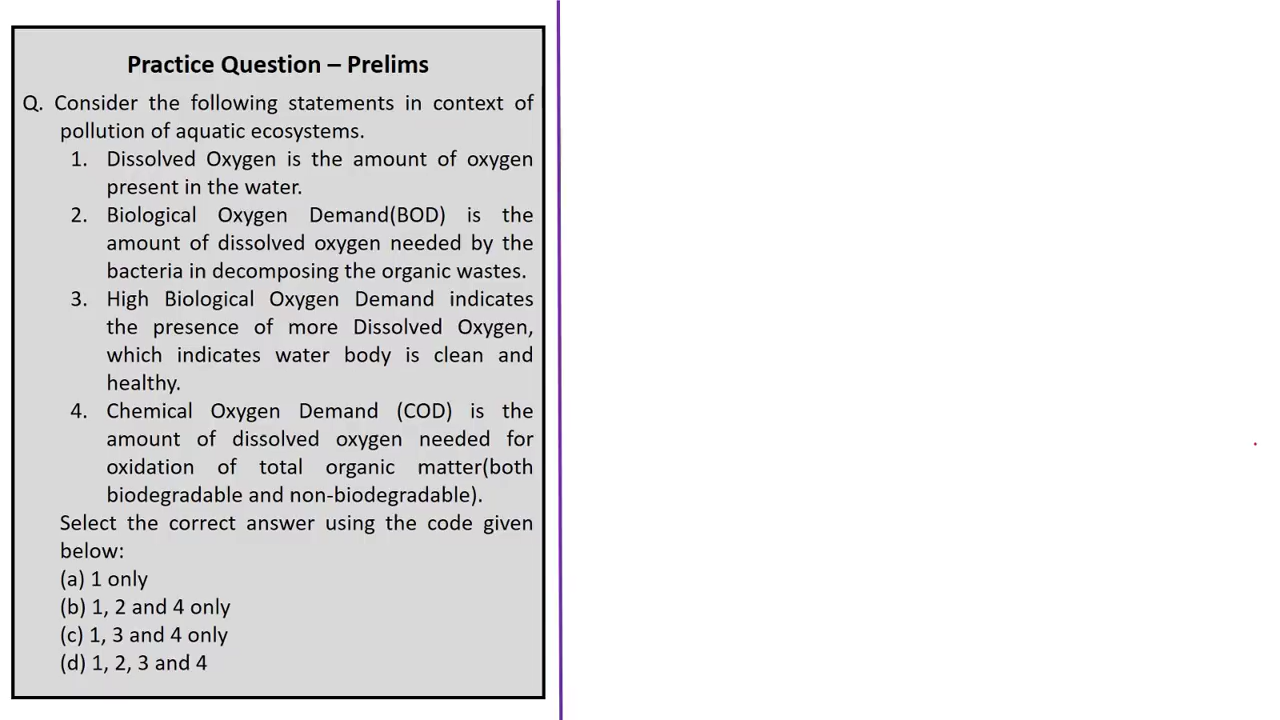 Practice Question – Prelims
Q. Consider the following statements in context of
pollution of aquatic ecosystems.
1. Dissolved Oxygen is the amount of oxygen
present in the water.
2. Biological Oxygen Demand(BOD) is the
amount of dissolved oxygen needed by the
bacteria in decomposing the organic wastes.
3. High Biological Oxygen Demand indicates
the presence of more Dissolved Oxygen,
which indicates water body is clean and
healthy.
4. Chemical Oxygen Demand (COD) is the
amount of dissolved oxygen needed for
oxidation of total organic matter(both
biodegradable and non-biodegradable).
Select the correct answer using the code given
below:
(a) 1 only
(b) 1, 2 and 4 only
(c) 1, 3 and 4 only
(d) 1, 2, 3 and 4